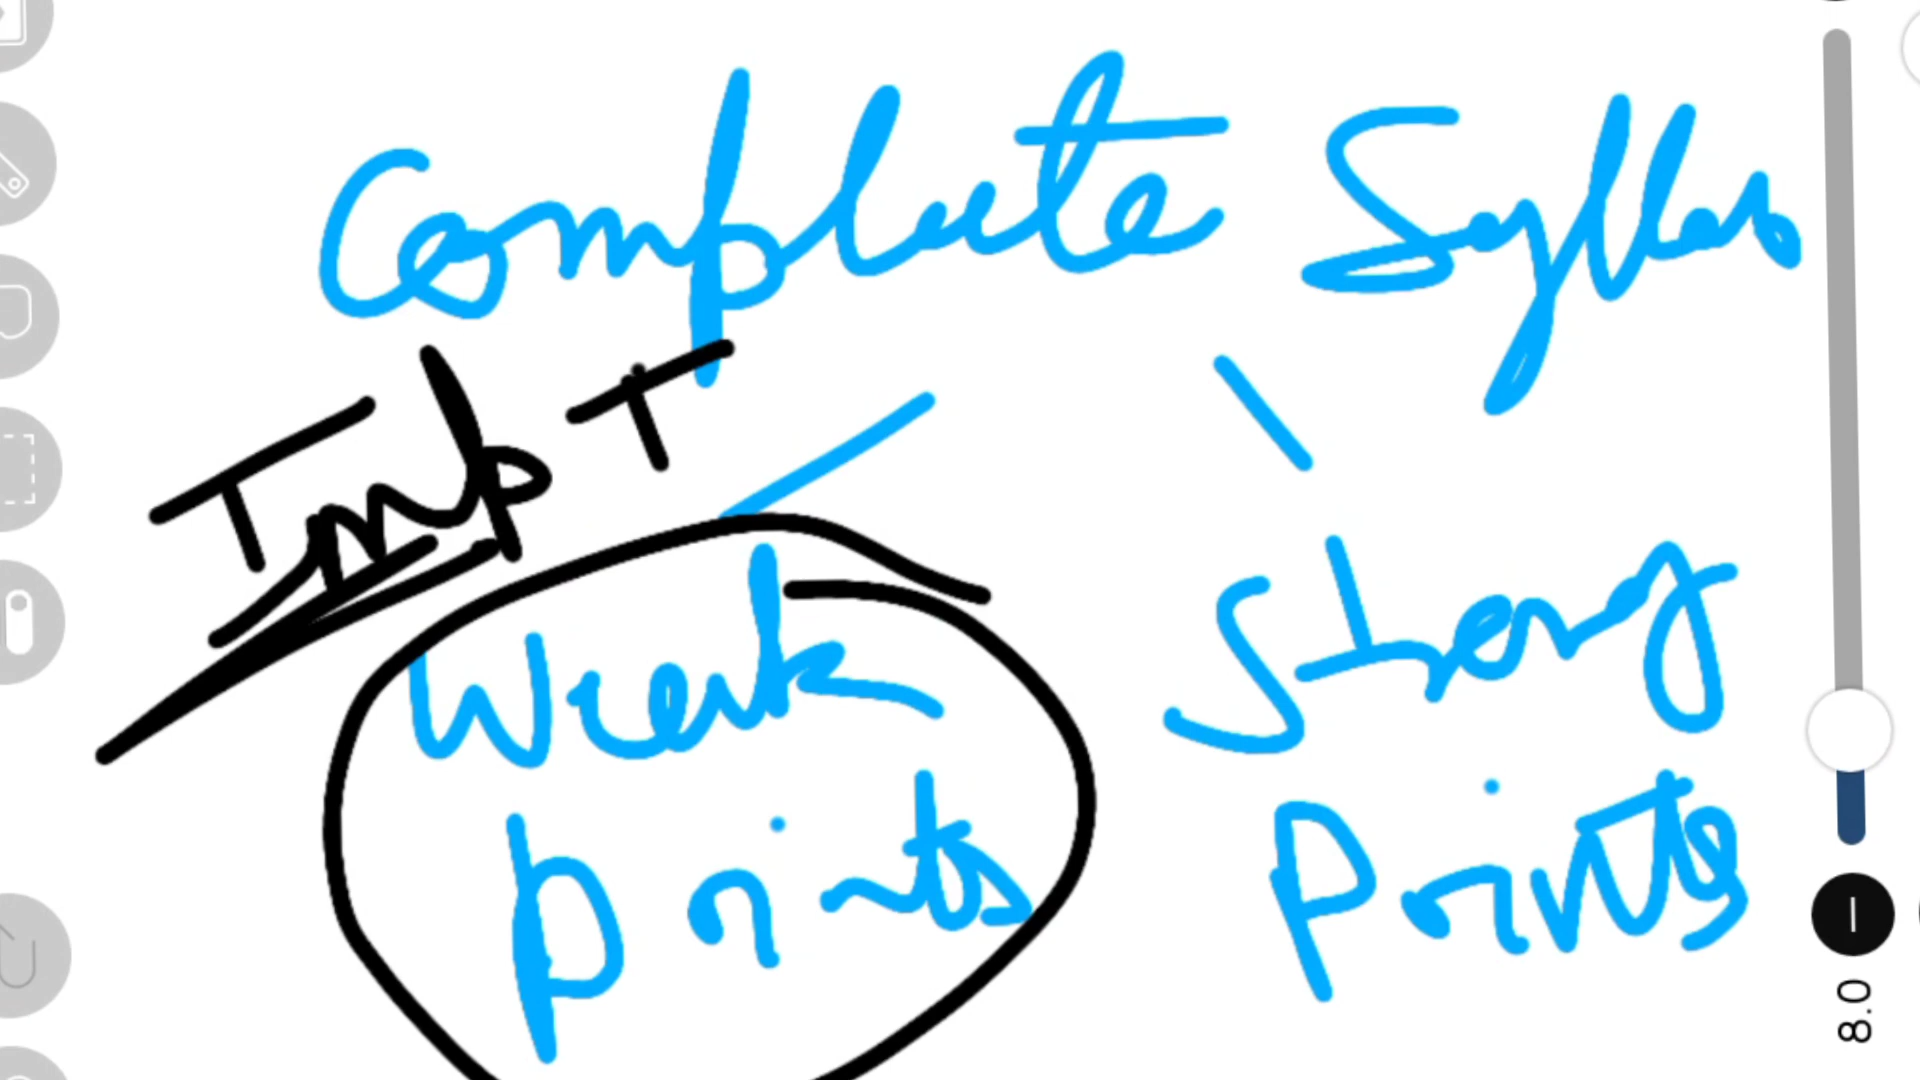 Complete Syllab
ImpT
Weak
points
Strong
Points
8.0